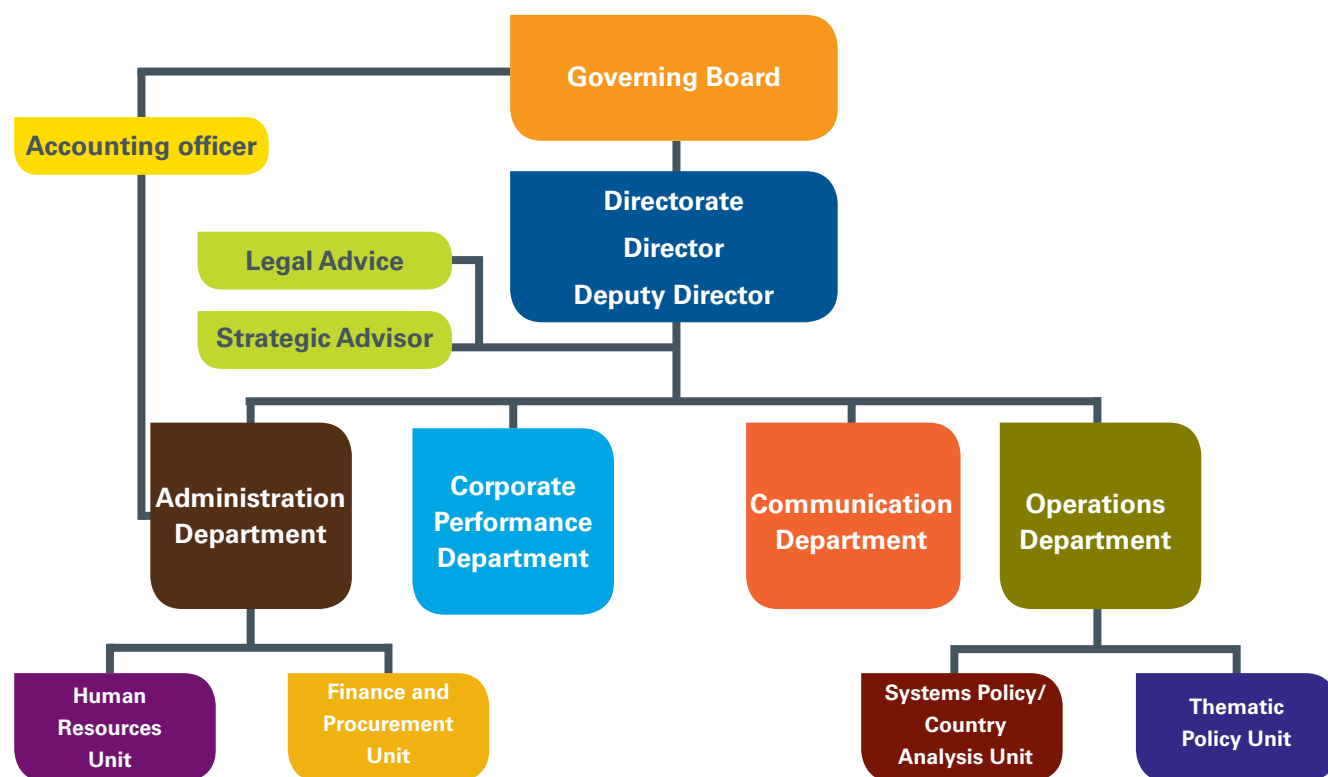 Governing Board
Accounting officer
Directorate
Director
Deputy Director
Legal Advice
Strategic Advisor
Administration
Department
Corporate
Performance
Department
Communication
Department
Operations
Department
Human
Resources
Unit
Finance and
Procurement
Unit
Systems Policy/
Country
Analysis Unit
Thematic
Policy Unit